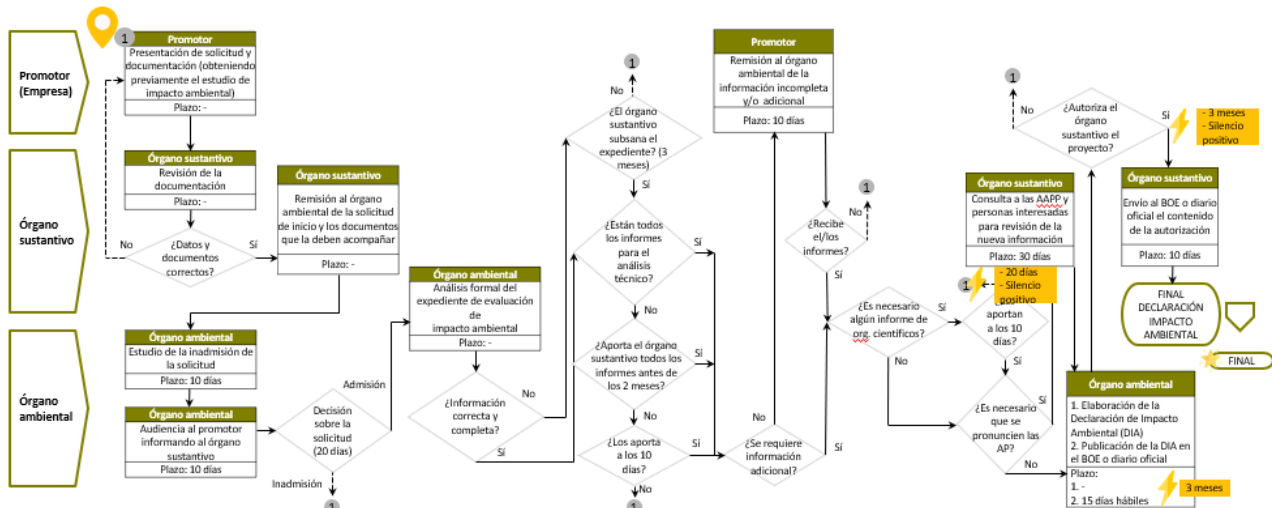 Promotor
(Empresa)
Órgano
sustantivo
Órgano
ambiental
1
Promotor
Presentación de solicitud y
documentación (obteniendo
previamente el estudio de
impacto ambiental)
Plazo: -
Órgano sustantivo
Revisión de la
documentación
Plazo: -
No
¿Datos y
documentos
correctos?
Sí
Órgano sustantivo
Remisión al órgano
ambiental de la solicitud
de inicio y los documentos
que la deben acompañar
Plazo: -
Órgano ambiental
Estudio de la inadmisión de
la solicitud
Plazo: 10 días
Órgano ambiental
Audiencia al promotor
informando al órgano
sustantivo
Plazo: 10 días
Admisión
Decisión
sobre la
solicitud
(20 dias)
Inadmisión
1
Órgano ambiental
Análisis formal del
expediente de evaluación
de
impacto ambiental
Plazo: -
¿Información
correcta y
completa?
No
Sí
1
No
¿El órgano
sustantivo
subsana el
expediente? (3
meses)
Sí
¿Están todos
los informes
para el
análisis
técnico?
Sí
No
¿Aporta el órgano
sustantivo todos los
informes antes de
los 2 meses?
Sí
No
¿Los aporta
a los 10
días?
Sí
No
1
Promotor
Remisión al órgano
ambiental de la
información incompleta
y/o adicional
Plazo: 10 días
No
¿Se requiere
información
adicional?
Sí
1
No
¿Recibe
el/los
informes?
Sí
¿Es necesario
algún informe de
org. científicos?
Sí
No
1
- 20 días
- Silencio
positivo
aportan
a los 10
días?
Sí
¿Es necesario
que se
pronuncien las
AP?
Sí
No
Órgano sustantivo
Consulta a las AAPP y
personas interesadas
para revisión de la
nueva información
Plazo: 30 días
Órgano ambiental
1. Elaboración de la
Declaración de Impacto
Ambiental (DIA)
2. Publicación de la DIA en
el BOE o diario oficial
Plazo:
1. -
2. 15 días hábiles
3 meses
1
No
¿Autoriza el
órgano
sustantivo el
proyecto?
Sí
- 3 meses
- Silencio
positivo
Órgano sustantivo
Envío al BOE o diario
oficial el contenido
de la autorización
Plazo: 10 días
FINAL
DECLARACIÓN
IMPACTO
AMBIENTAL
FINAL